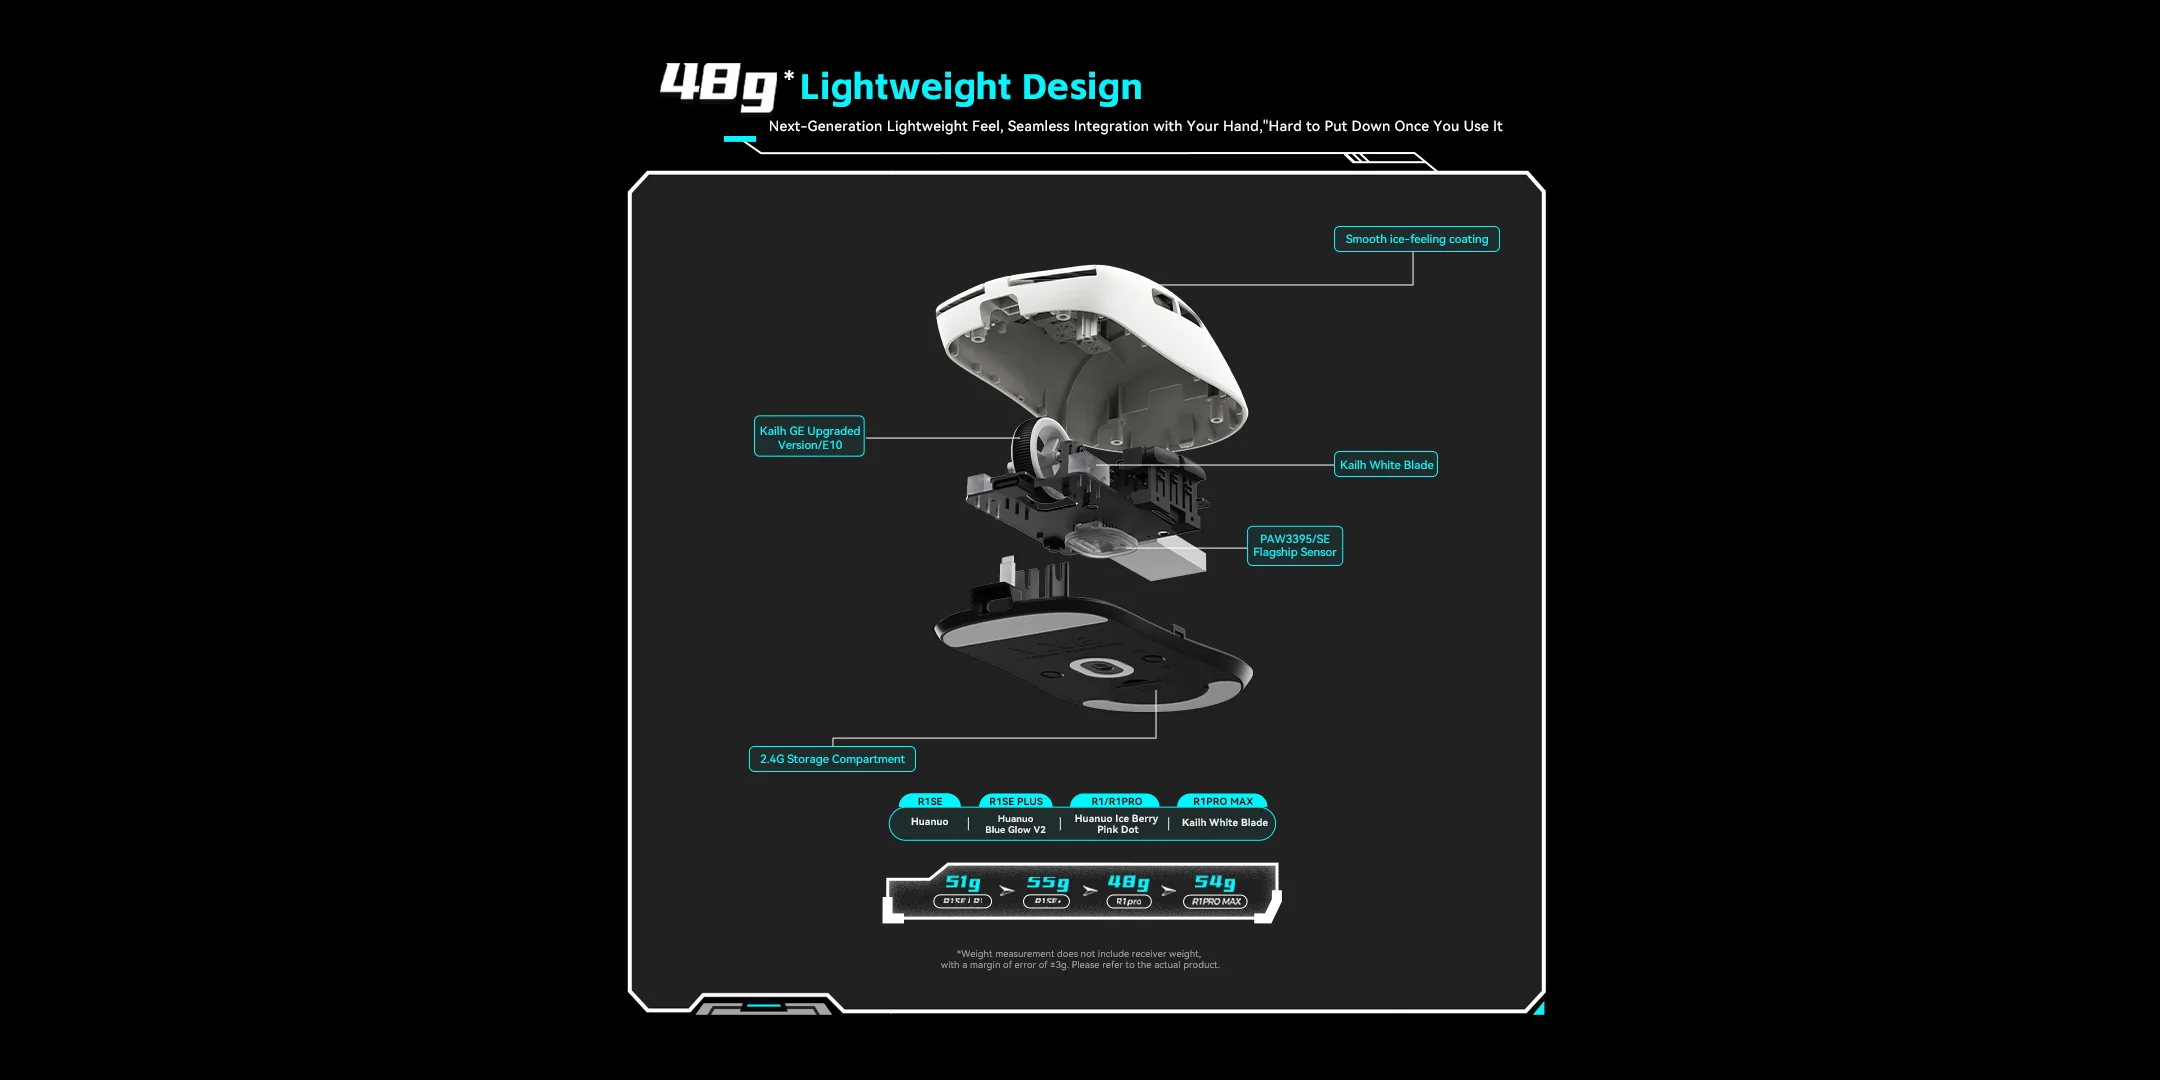 48g* Lightweight Design
Next-Generation Lightweight Feel, Seamless Integration with Your Hand,"Hard to Put Down Once You Use It
Smooth ice-feeling coating
Kailh GE Upgraded
Version/E10
Kailh White Blade
PAW3395/SE
Flagship Sensor
2.4G Storage Compartment
R1SE R1SE PLUS R1/R1PRO R1PRO MAX
Huanuo | Huanuo Blue Glow V2 | Huanuo Ice Berry Pink Dot | Kailh White Blade
51g > 55g > 48g > 54g
R1SE / R1 R1SE+ R1pro R1PRO MAX
*Weight measurement does not include receiver weight,
with a margin of error of ±3g. Please refer to the actual product.